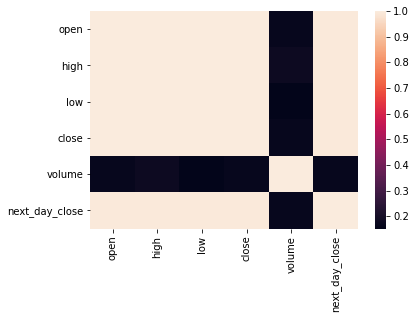 open
high
low
close
volume
next_day_close
open
high
low
close
volume
next_day_close
1.0
0.9
0.8
0.7
0.6
0.5
0.4
0.3
0.2